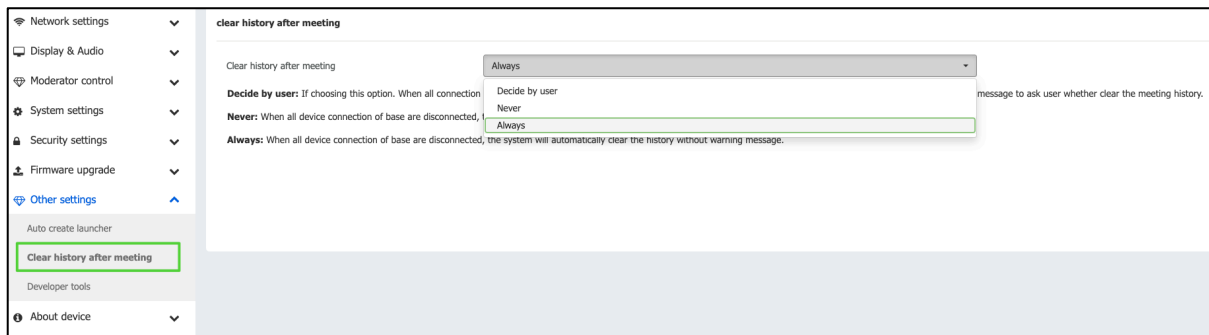 Network settings
Display & Audio
Moderator control
System settings
Security settings
Firmware upgrade
Other settings
Auto create launcher
Clear history after meeting
Developer tools
About device
clear history after meeting
Clear history after meeting
Always
Decide by user
Never
Always
Decide by user: If choosing this option. When all connection message to ask user whether clear the meeting history.
Never: When all device connection of base are disconnected,
Always: When all device connection of base are disconnected, the system will automatically clear the history without warning message.